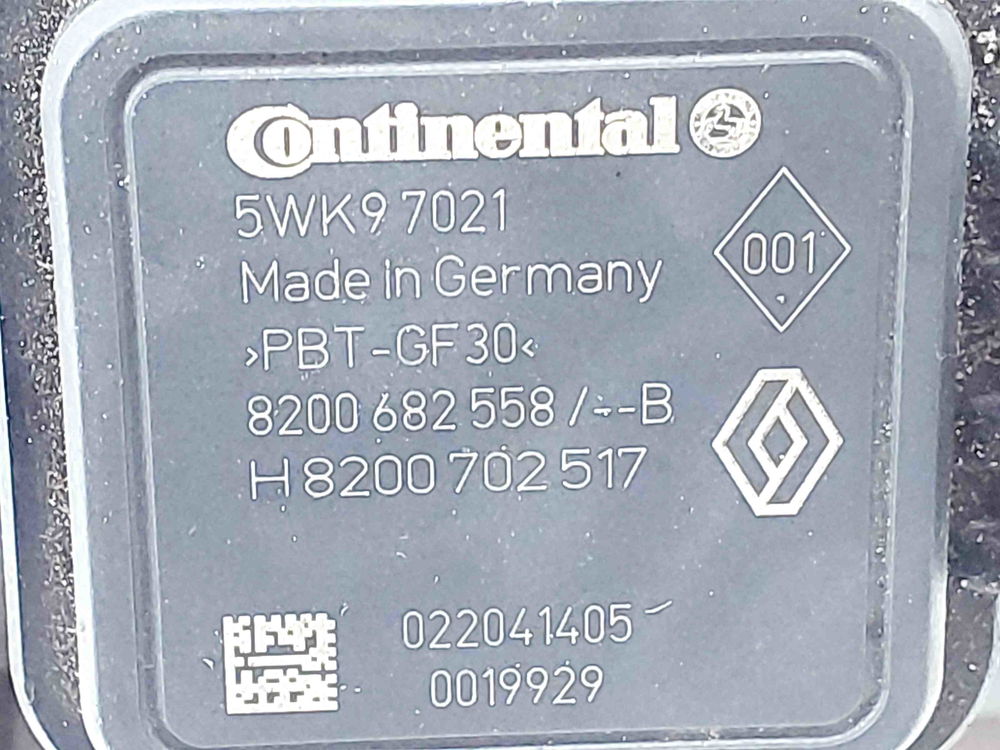 Continental
5WK9 7021
001
Made in Germany
>PBT-GF30<
8200 682 558 /--B
H 8200 702 517
022041405
0019929